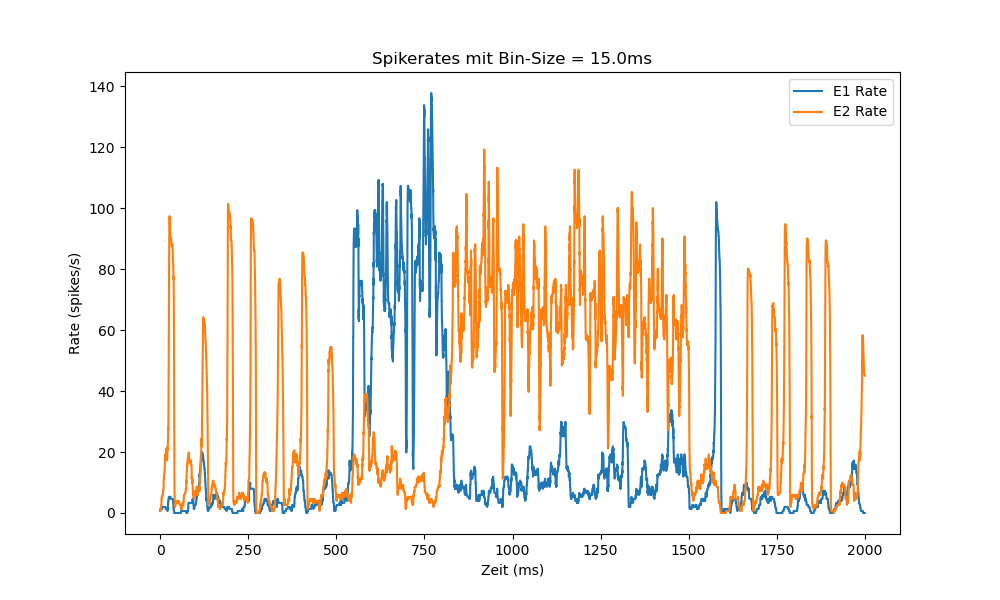 Spikerates mit Bin-Size = 15.0ms
E1 Rate
E2 Rate
Rate (spikes/s)
140
120
100
80
60
40
20
0
0 250 500 750 1000 1250 1500 1750 2000
Zeit (ms)